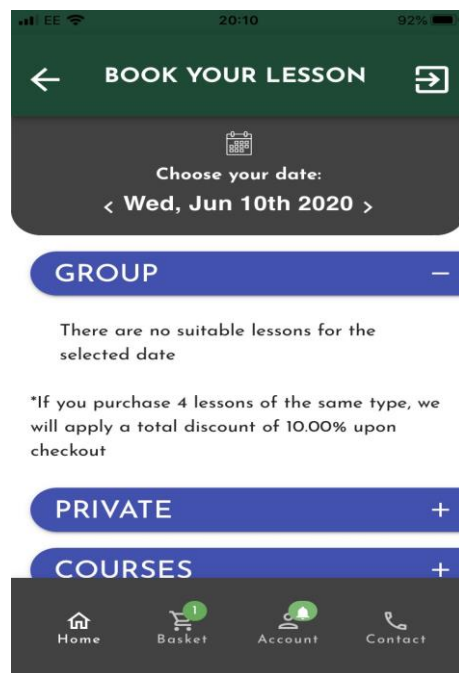 EE 20:10 92%
BOOK YOUR LESSON
Choose your date:
< Wed, Jun 10th 2020 >
GROUP −
There are no suitable lessons for the
selected date
*If you purchase 4 lessons of the same type, we
will apply a total discount of 10.00% upon
checkout
PRIVATE +
COURSES +
1
Home Basket Account Contact